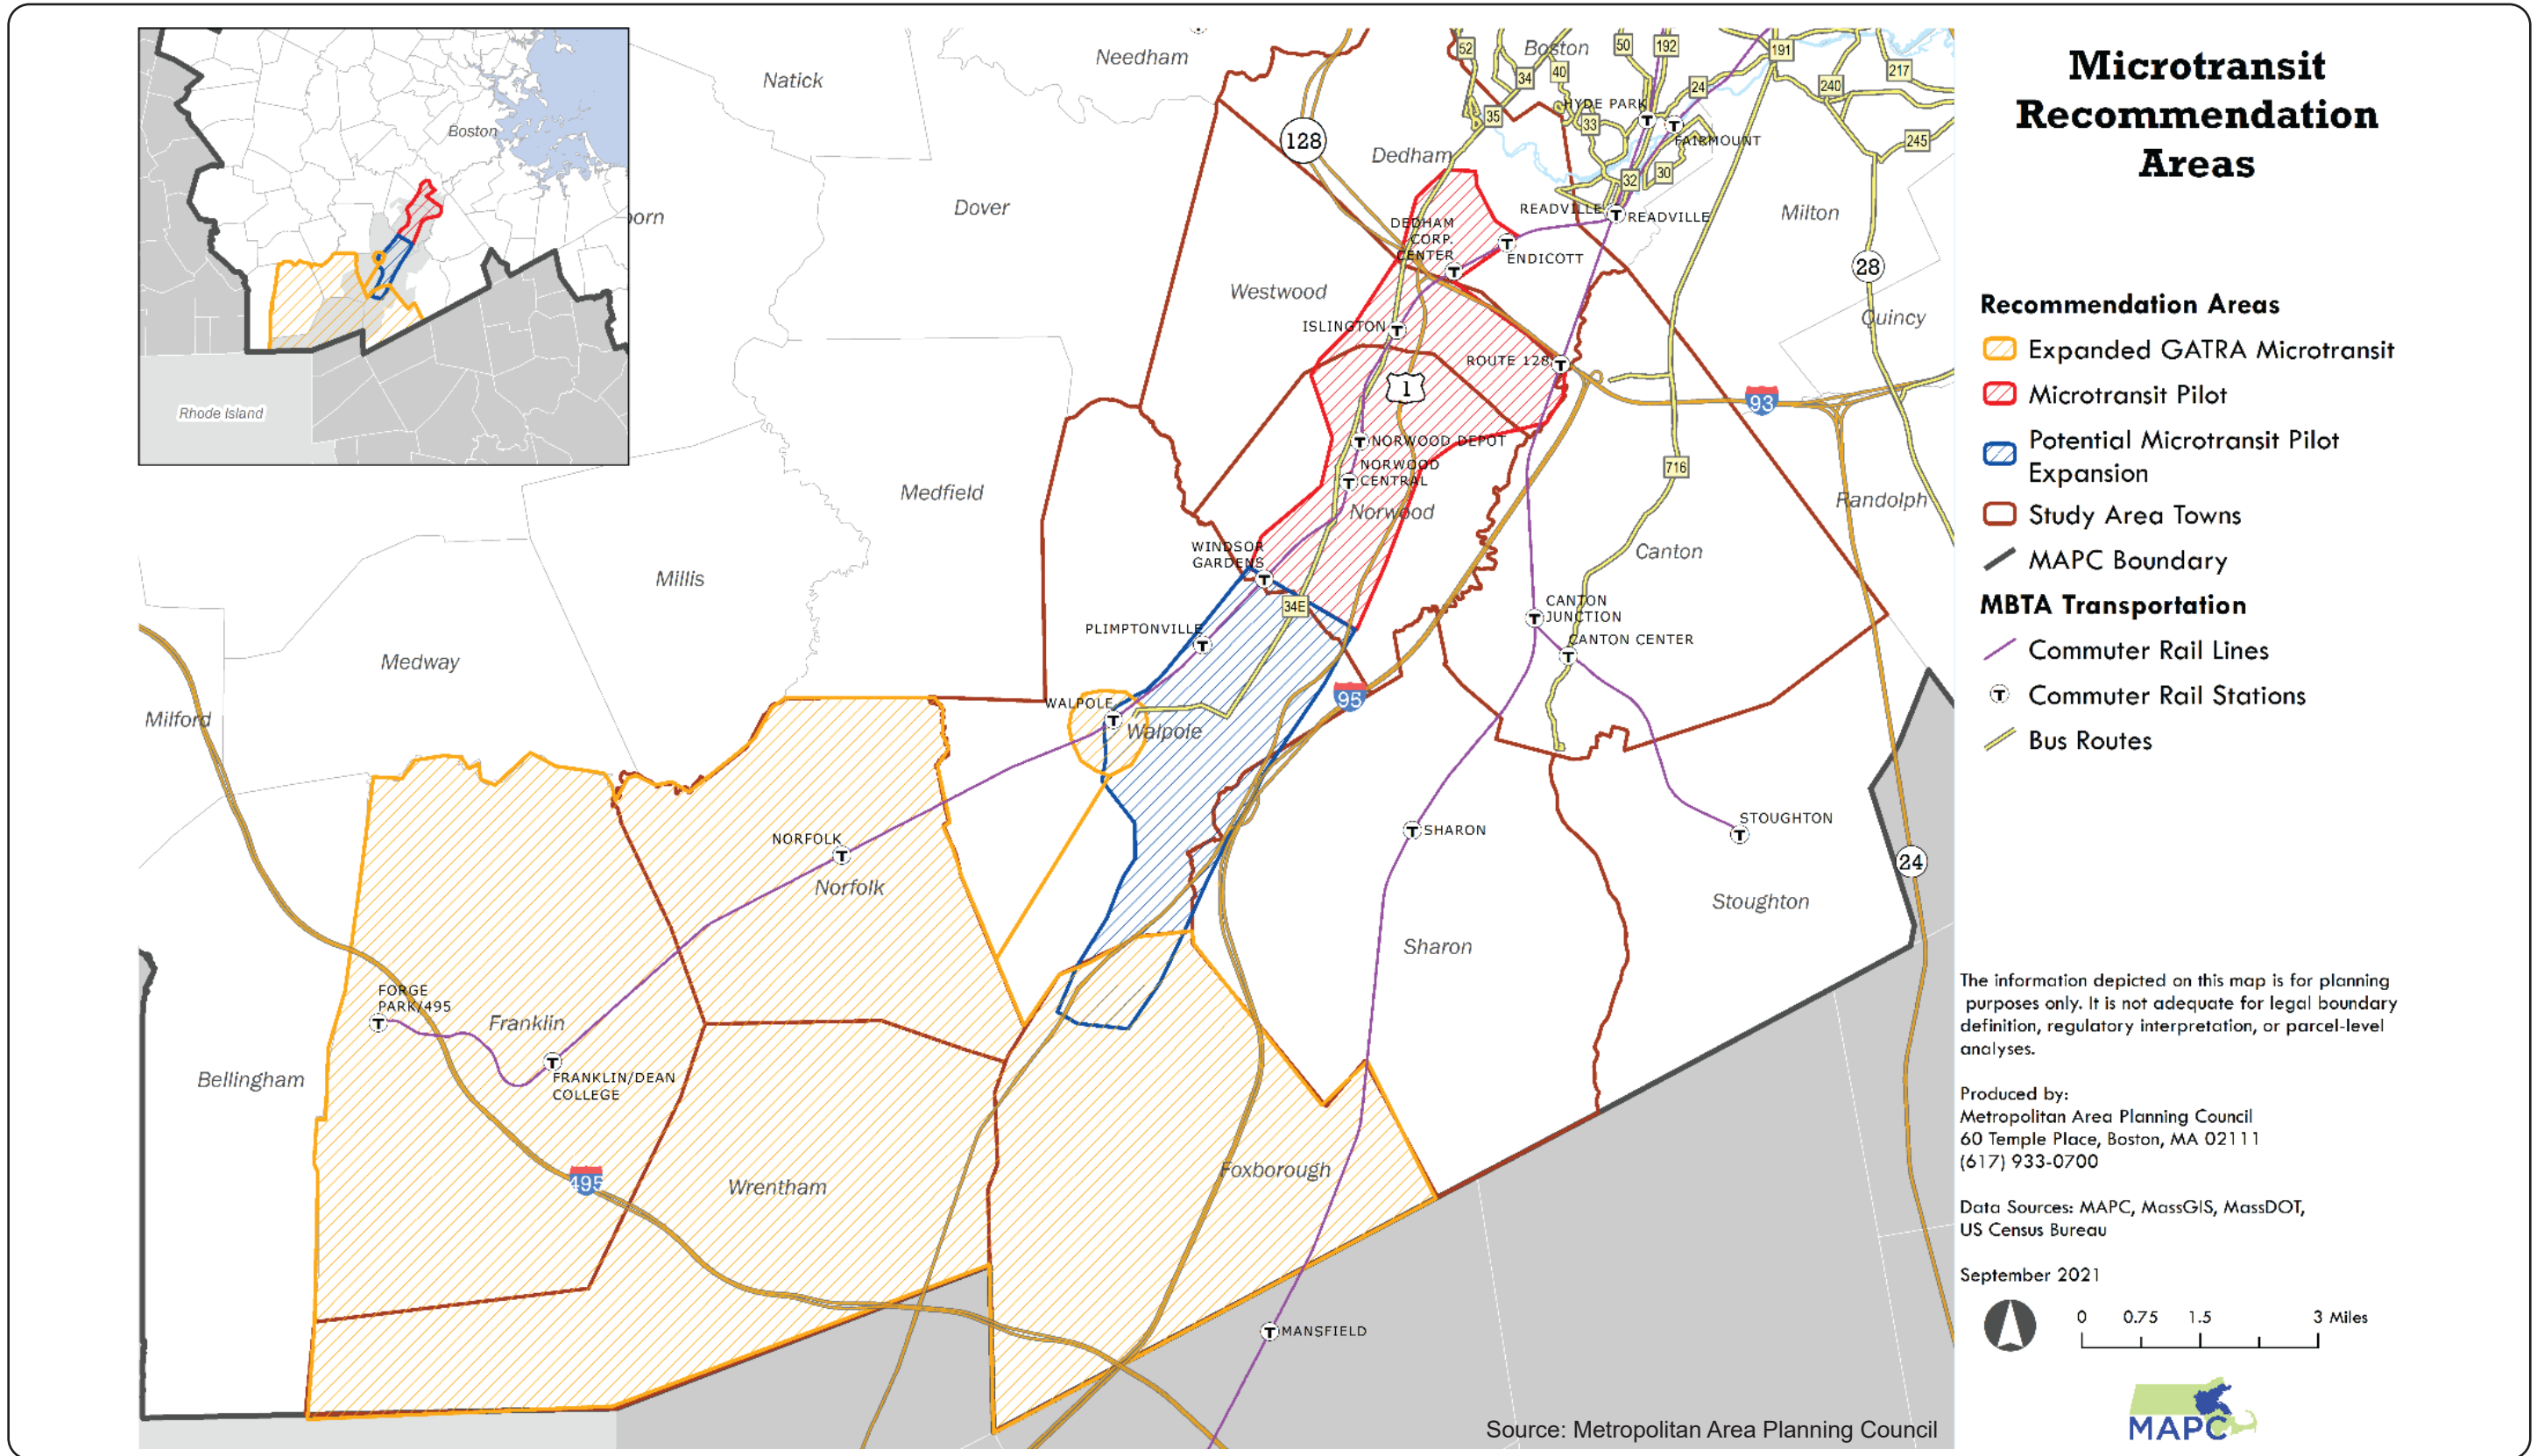 Microtransit
Recommendation
Areas
Recommendation Areas
Expanded GATRA Microtransit
Microtransit Pilot
Potential Microtransit Pilot
Expansion
Study Area Towns
MAPC Boundary
MBTA Transportation
Commuter Rail Lines
T
Commuter Rail Stations
Bus Routes
The information depicted on this map is for planning
purposes only. It is not adequate for legal boundary
definition, regulatory interpretation, or parcel-level
analyses.
Produced by:
Metropolitan Area Planning Council
60 Temple Place, Boston, MA 02111
(617) 933-0700
Data Sources: MAPC, MassGIS, MassDOT,
US Census Bureau
September 2021
0 0.75 1.5 3 Miles
MAPC
Boston
Rhode Island
Natick
Needham
Boston
52
50
192
191
34
40
24
240
217
35
33
HYDE PARK
T
T
FAIRMOUNT
245
128
Dedham
32
30
orn
Dover
DEDHAM
CORP.
CENTER
T
READVILLE
T
READVILLE
Milton
T
ENDICOTT
28
Westwood
ISLINGTON
T
Quincy
ROUTE 128
T
1
93
T
NORWOOD DEPOT
NORWOOD
CENTRAL
T
716
Medfield
Norwood
Randolph
WINDSOR
GARDENS
T
Canton
Millis
34E
CANTON
JUNCTION
T
PLIMPTONVILLE
T
CANTON CENTER
T
Medway
95
Milford
WALPOLE
T
Walpole
NORFOLK
T
Norfolk
T
SHARON
STOUGHTON
T
24
Stoughton
Sharon
FORGE
PARK/495
T
Franklin
T
FRANKLIN/DEAN
COLLEGE
Bellingham
495
Wrentham
Foxborough
T
MANSFIELD
Source: Metropolitan Area Planning Council